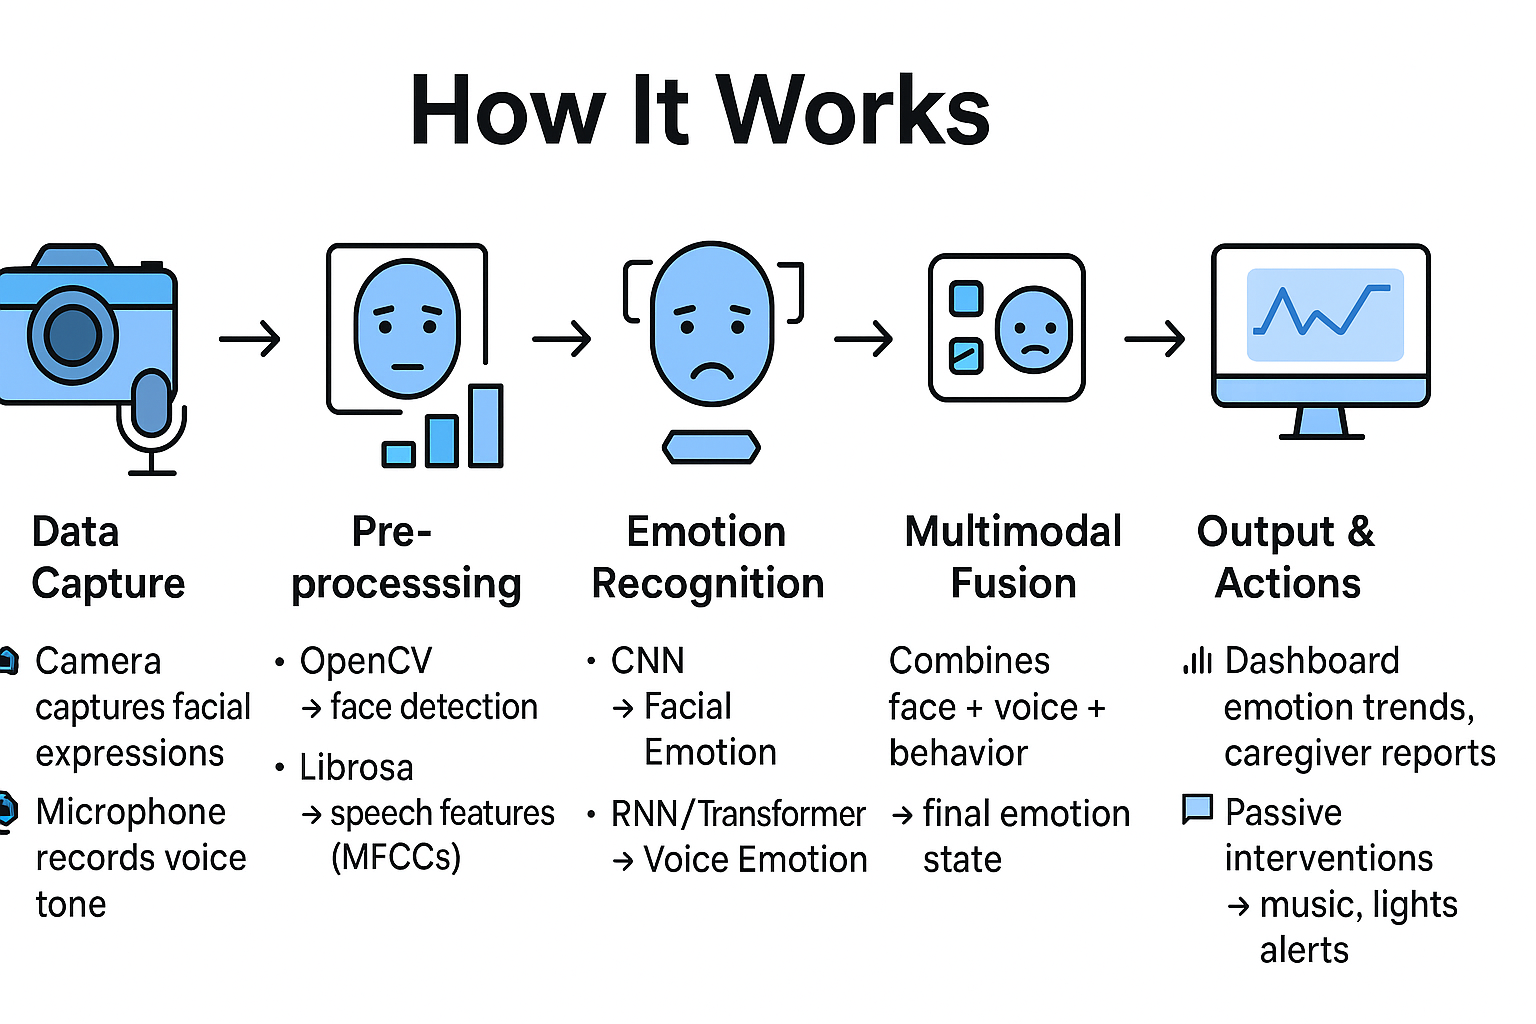 How It Works
Data
Capture
Camera
captures facial
expressions
Microphone
records voice
tone
Pre-
processsing
• OpenCV
→ face detection
• Librosa
→ speech features
(MFCCs)
Emotion
Recognition
• CNN
→ Facial
Emotion
• RNN/Transformer
→ Voice Emotion
Multimodal
Fusion
Combines
face + voice +
behavior
→ final emotion
state
Output &
Actions
Dashboard
emotion trends,
caregiver reports
Passive
interventions
→ music, lights
alerts